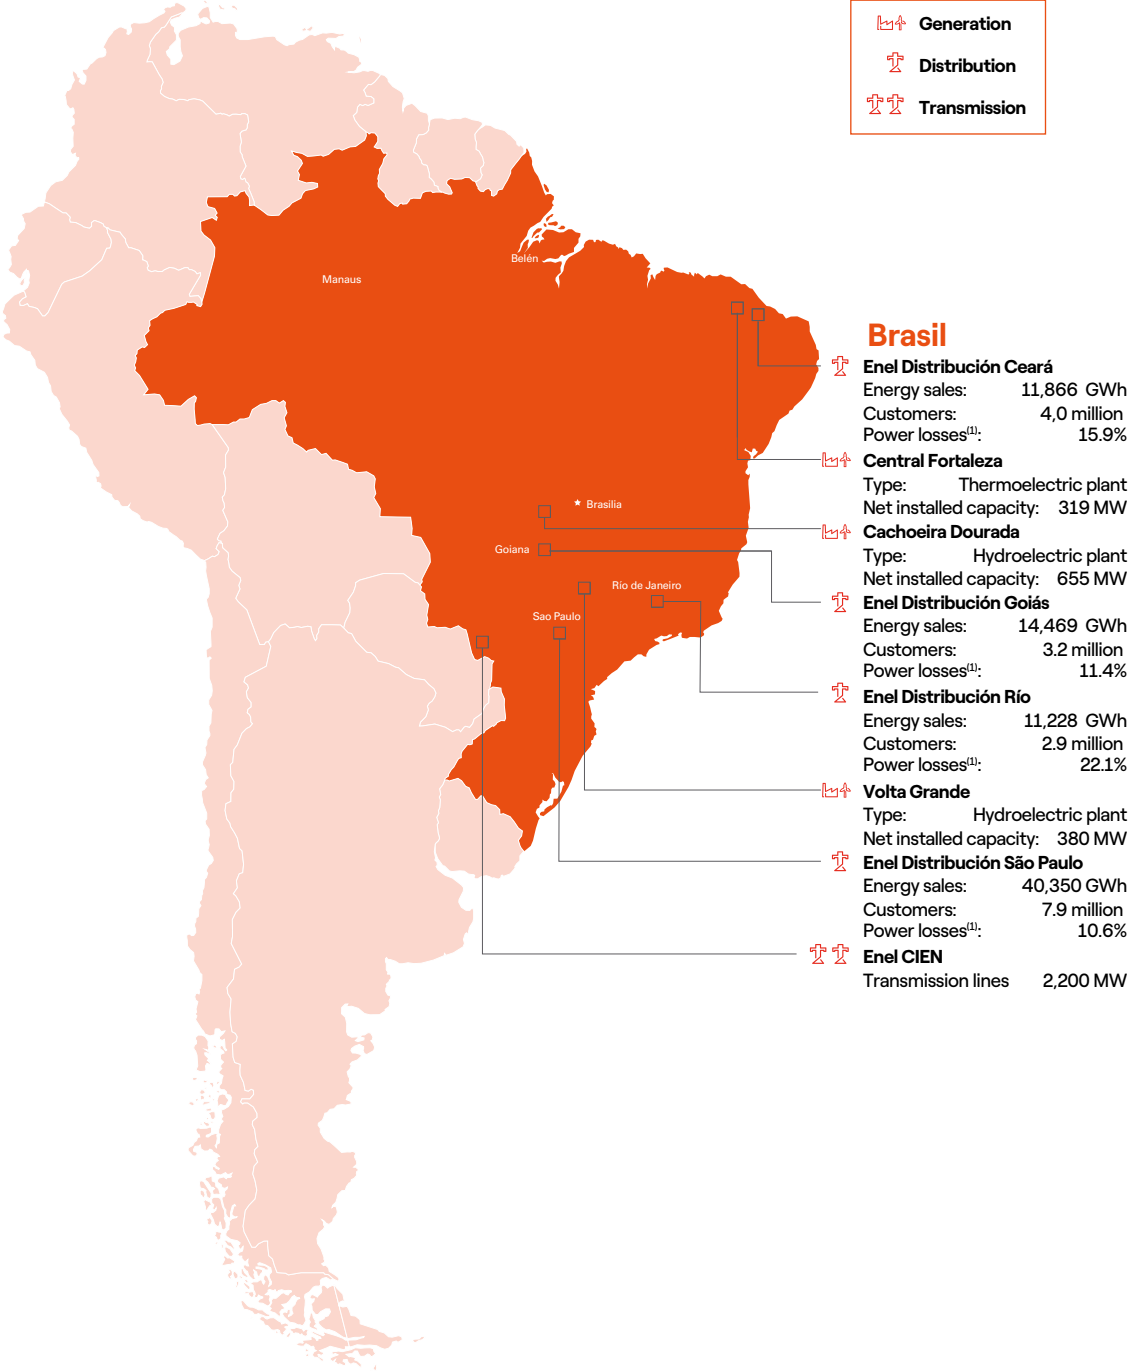 Generation
Distribution
Transmission
Manaus
Belén
Brasilia
Goiana
Río de Janeiro
Sao Paulo
Brasil
Enel Distribución Ceará
Energy sales: 11,866 GWh
Customers: 4,0 million
Power losses(1): 15.9%
Central Fortaleza
Type: Thermoelectric plant
Net installed capacity: 319 MW
Cachoeira Dourada
Type: Hydroelectric plant
Net installed capacity: 655 MW
Enel Distribución Goiás
Energy sales: 14,469 GWh
Customers: 3.2 million
Power losses(1): 11.4%
Enel Distribución Río
Energy sales: 11,228 GWh
Customers: 2.9 million
Power losses(1): 22.1%
Volta Grande
Type: Hydroelectric plant
Net installed capacity: 380 MW
Enel Distribución São Paulo
Energy sales: 40,350 GWh
Customers: 7.9 million
Power losses(1): 10.6%
Enel CIEN
Transmission lines 2,200 MW